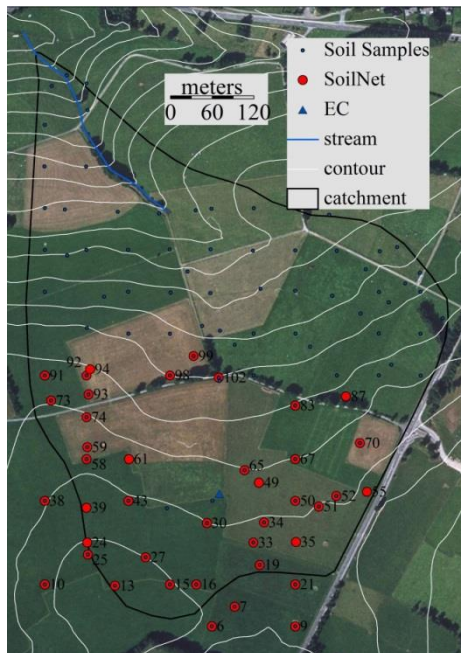 Soil Samples
meters
SoilNet
0 30 60 120
EC
stream
contour
catchment
99
92 94
91 98 102
93 87
73 83
74
70
59
58 61 67
65
49
38 43 50 52 55
39 51
30 34
24 33 35
25 27
19
10 13 15 16 21
7
6 9